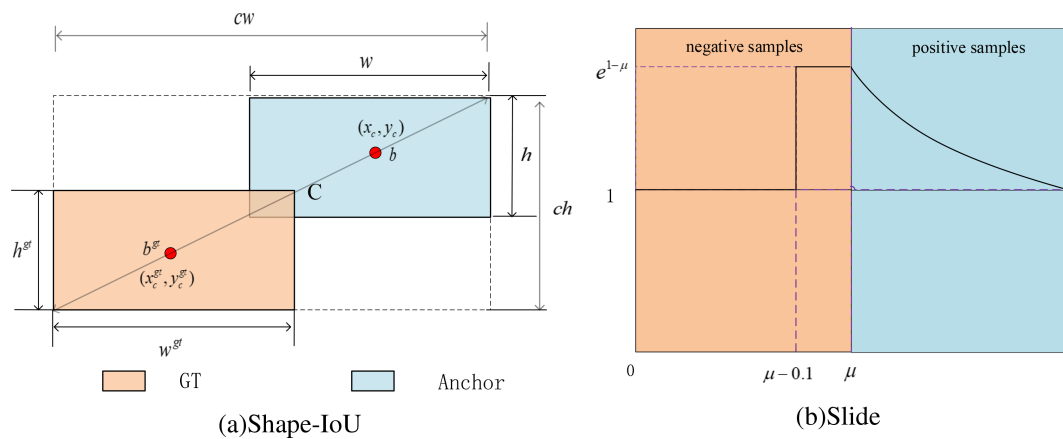 cw
w
(x_c, y_c)
b
h
C
ch
h^{gt}
b^{gt}
(x_c^{gt}, y_c^{gt})
w^{gt}
GT
Anchor
(a)Shape-IoU
negative samples
positive samples
e^{1-μ}
1
0
μ-0.1
μ
(b)Slide